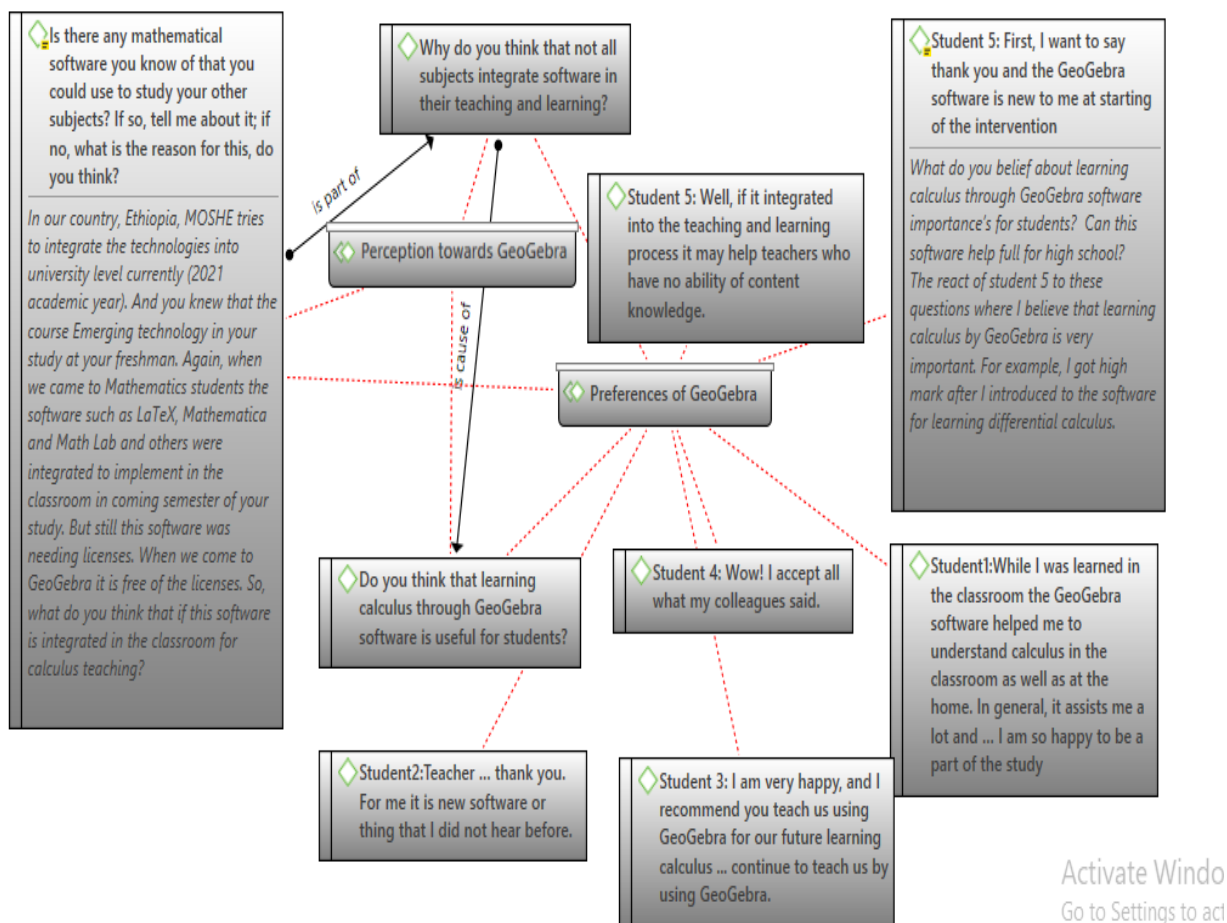 Is there any mathematical
software you know of that you
could use to study your other
subjects? If so, tell me about it; if
no, what is the reason for this, do
you think?
In our country, Ethiopia, MOSHE tries
to integrate the technologies into
university level currently (2021
academic year). And you knew that the
course Emerging technology in your
study at your freshman. Again, when
we came to Mathematics students the
software such as LaTeX, Mathematica
and Math Lab and others were
integrated to implement in the
classroom in coming semester of your
study. But still this software was
needing licenses. When we come to
GeoGebra it is free of the licenses. So,
what do you think that if this software
is integrated in the classroom for
calculus teaching?
is part of
Why do you think that not all
subjects integrate software in
their teaching and learning?
Perception towards GeoGebra
is cause of
Student 5: Well, if it integrated
into the teaching and learning
process it may help teachers who
have no ability of content
knowledge.
Student 5: First, I want to say
thank you and the GeoGebra
software is new to me at starting
of the intervention
What do you belief about learning
calculus through GeoGebra software
importance's for students? Can this
software help full for high school?
The react of student 5 to these
questions where I believe that learning
calculus by GeoGebra is very
important. For example, I got high
mark after I introduced to the software
for learning differential calculus.
Preferences of GeoGebra
Do you think that learning
calculus through GeoGebra
software is useful for students?
Student 4: Wow! I accept all
what my colleagues said.
Student1:While I was learned in
the classroom the GeoGebra
software helped me to
understand calculus in the
classroom as well as at the
home. In general, it assists me a
lot and ... I am so happy to be a
part of the study
Student2:Teacher ... thank you.
For me it is new software or
thing that I did not hear before.
Student 3: I am very happy, and I
recommend you teach us using
GeoGebra for our future learning
calculus ... continue to teach us by
using GeoGebra.
Activate Windo
Go to Settings to act